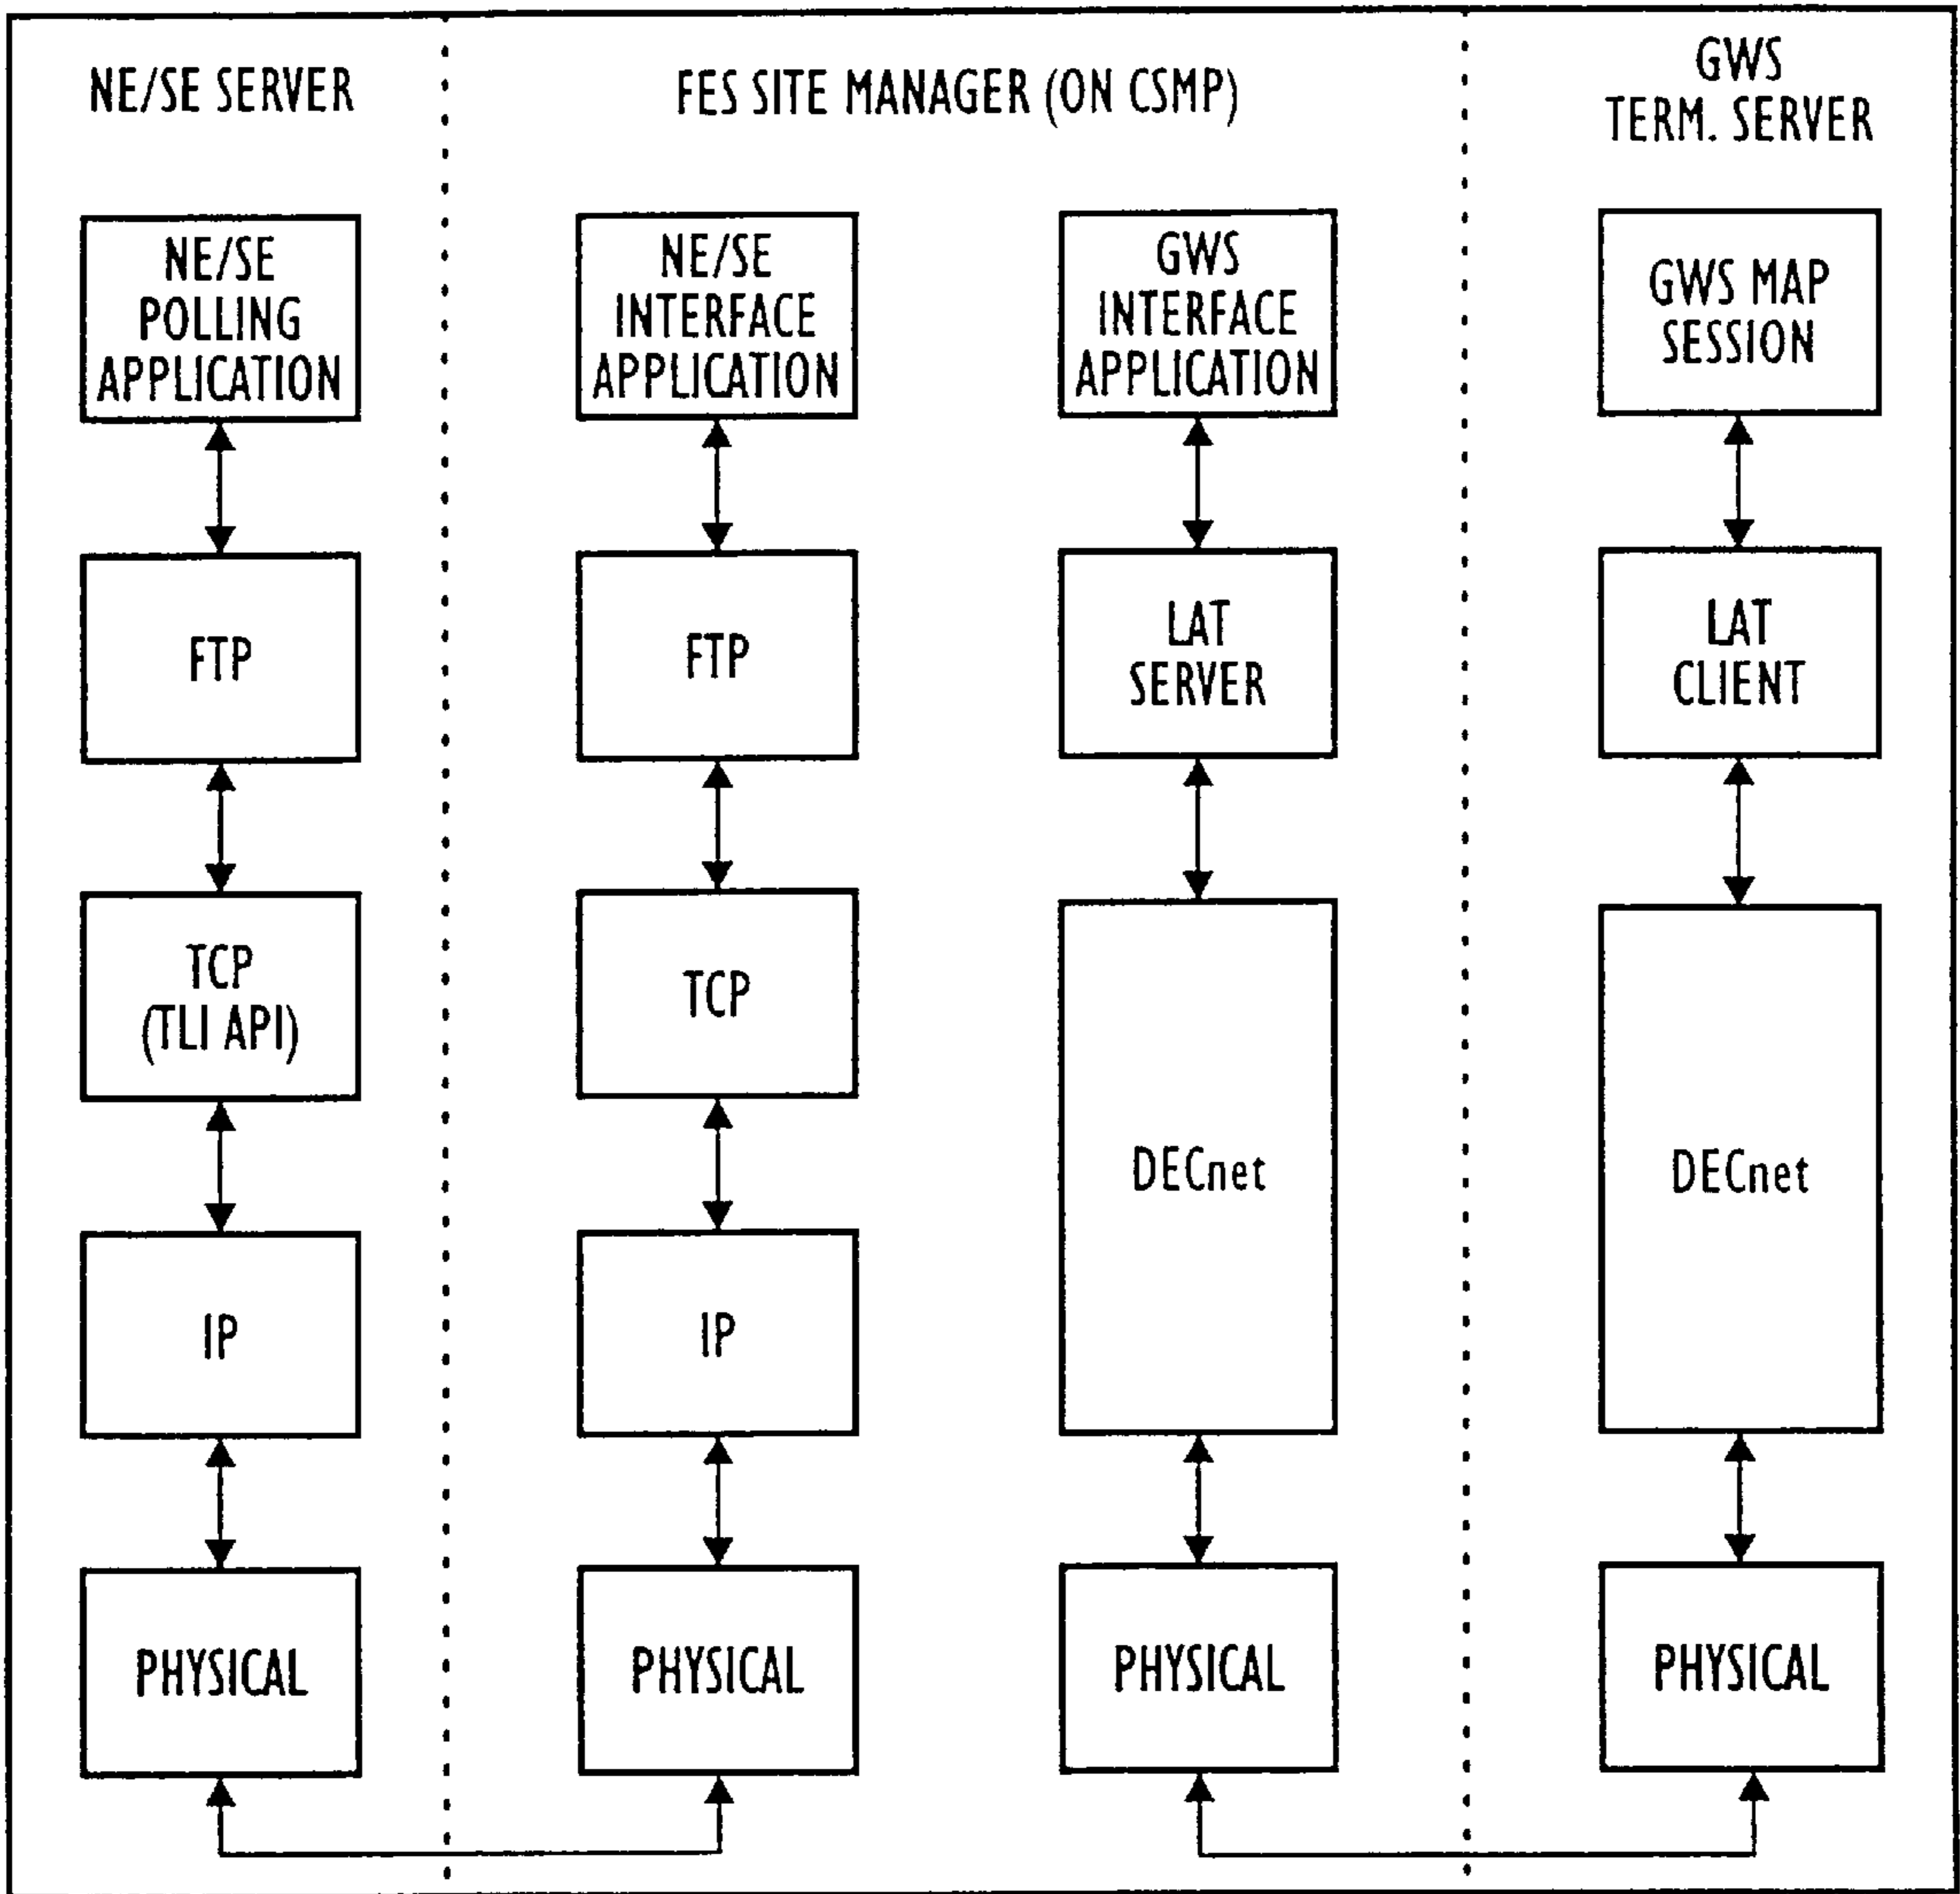 NE/SE SERVER
FES SITE MANAGER (ON CSMP)
GWS
TERM. SERVER
NE/SE
POLLING
APPLICATION
NE/SE
INTERFACE
APPLICATION
GWS
INTERFACE
APPLICATION
GWS MAP
SESSION
FTP
FTP
LAT
SERVER
LAT
CLIENT
TCP
(TLI API)
TCP
DECnet
DECnet
IP
IP
PHYSICAL
PHYSICAL
PHYSICAL
PHYSICAL